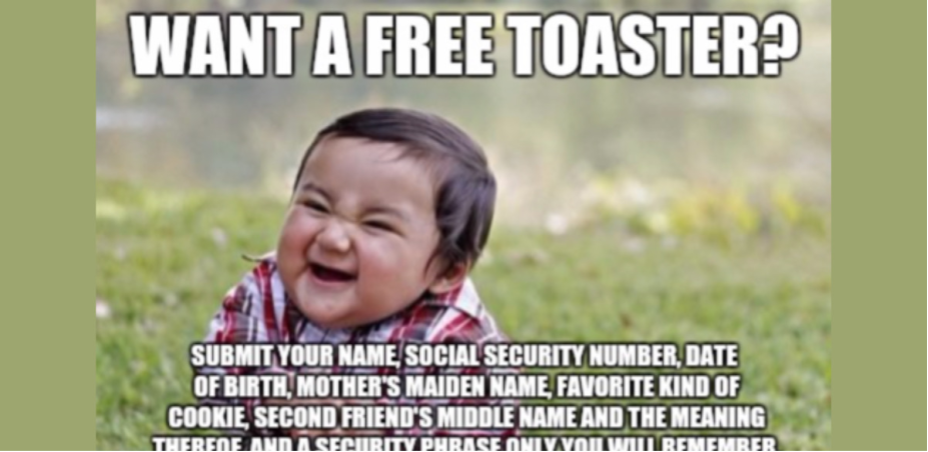 WANT A FREE TOASTER?
SUBMIT YOUR NAME, SOCIAL SECURITY NUMBER, DATE
OF BIRTH, MOTHER'S MAIDEN NAME, FAVORITE KIND OF
COOKIE, SECOND FRIEND'S MIDDLE NAME AND THE MEANING
THEREOF, AND A SECURITY PHRASE ONLY YOU WILL REMEMBER